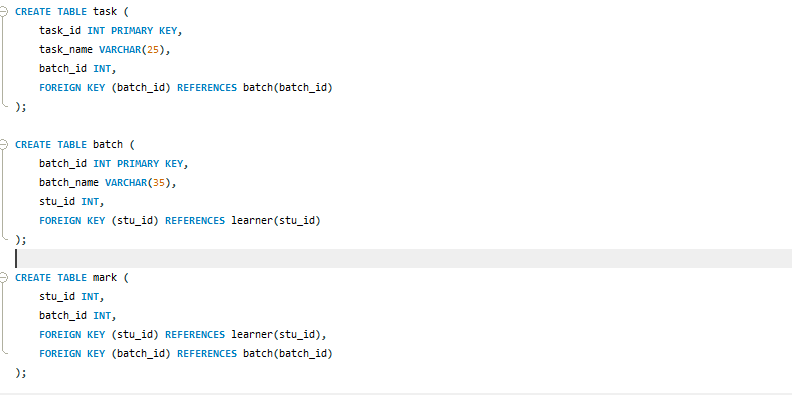 CREATE TABLE task (
task_id INT PRIMARY KEY,
task_name VARCHAR(25),
batch_id INT,
FOREIGN KEY (batch_id) REFERENCES batch(batch_id)
);
CREATE TABLE batch (
batch_id INT PRIMARY KEY,
batch_name VARCHAR(35),
stu_id INT,
FOREIGN KEY (stu_id) REFERENCES learner(stu_id)
);
CREATE TABLE mark (
stu_id INT,
batch_id INT,
FOREIGN KEY (stu_id) REFERENCES learner(stu_id),
FOREIGN KEY (batch_id) REFERENCES batch(batch_id)
);